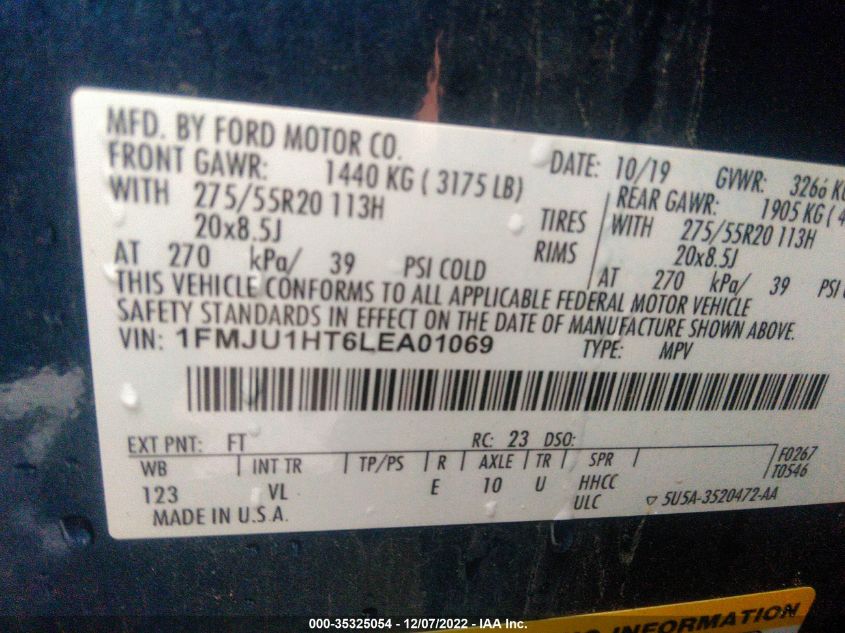 MFD. BY FORD MOTOR CO.
DATE: 10/19 GVWR: 3266
FRONT GAWR: 1440 KG ( 3175 LB) REAR GAWR: 1905 KG
WITH 275/55R20 113H TIRES WITH 275/55R20 113H
20x8.5J RIMS 20x8.5J
AT 270 kPa/ 39 PSI COLD AT 270 kPa/ 39 PSI
THIS VEHICLE CONFORMS TO ALL APPLICABLE FEDERAL MOTOR VEHICLE
SAFETY STANDARDS IN EFFECT ON THE DATE OF MANUFACTURE SHOWN ABOVE.
VIN: 1FMJU1HT6LEA01069 TYPE: MPV
EXT PNT: FT RC: 23 DSO:
WB INT TR TP/PS R AXLE TR SPR F0267
T0546
123 VL E 10 U HHCC
ULC 5U5A-3520472-AA
MADE IN U.S.A.
INFORMATION
000-35325054 - 12/07/2022 - IAA Inc.